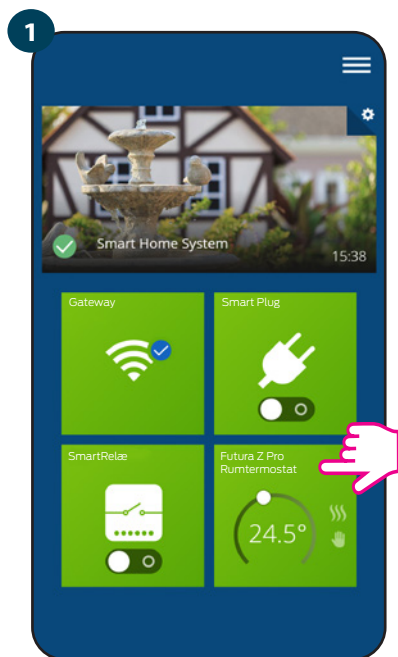 1
Smart Home System
15:38
Gateway
Smart Plug
SmartRelæ
Futura Z Pro
Rumtermostat
24.5°